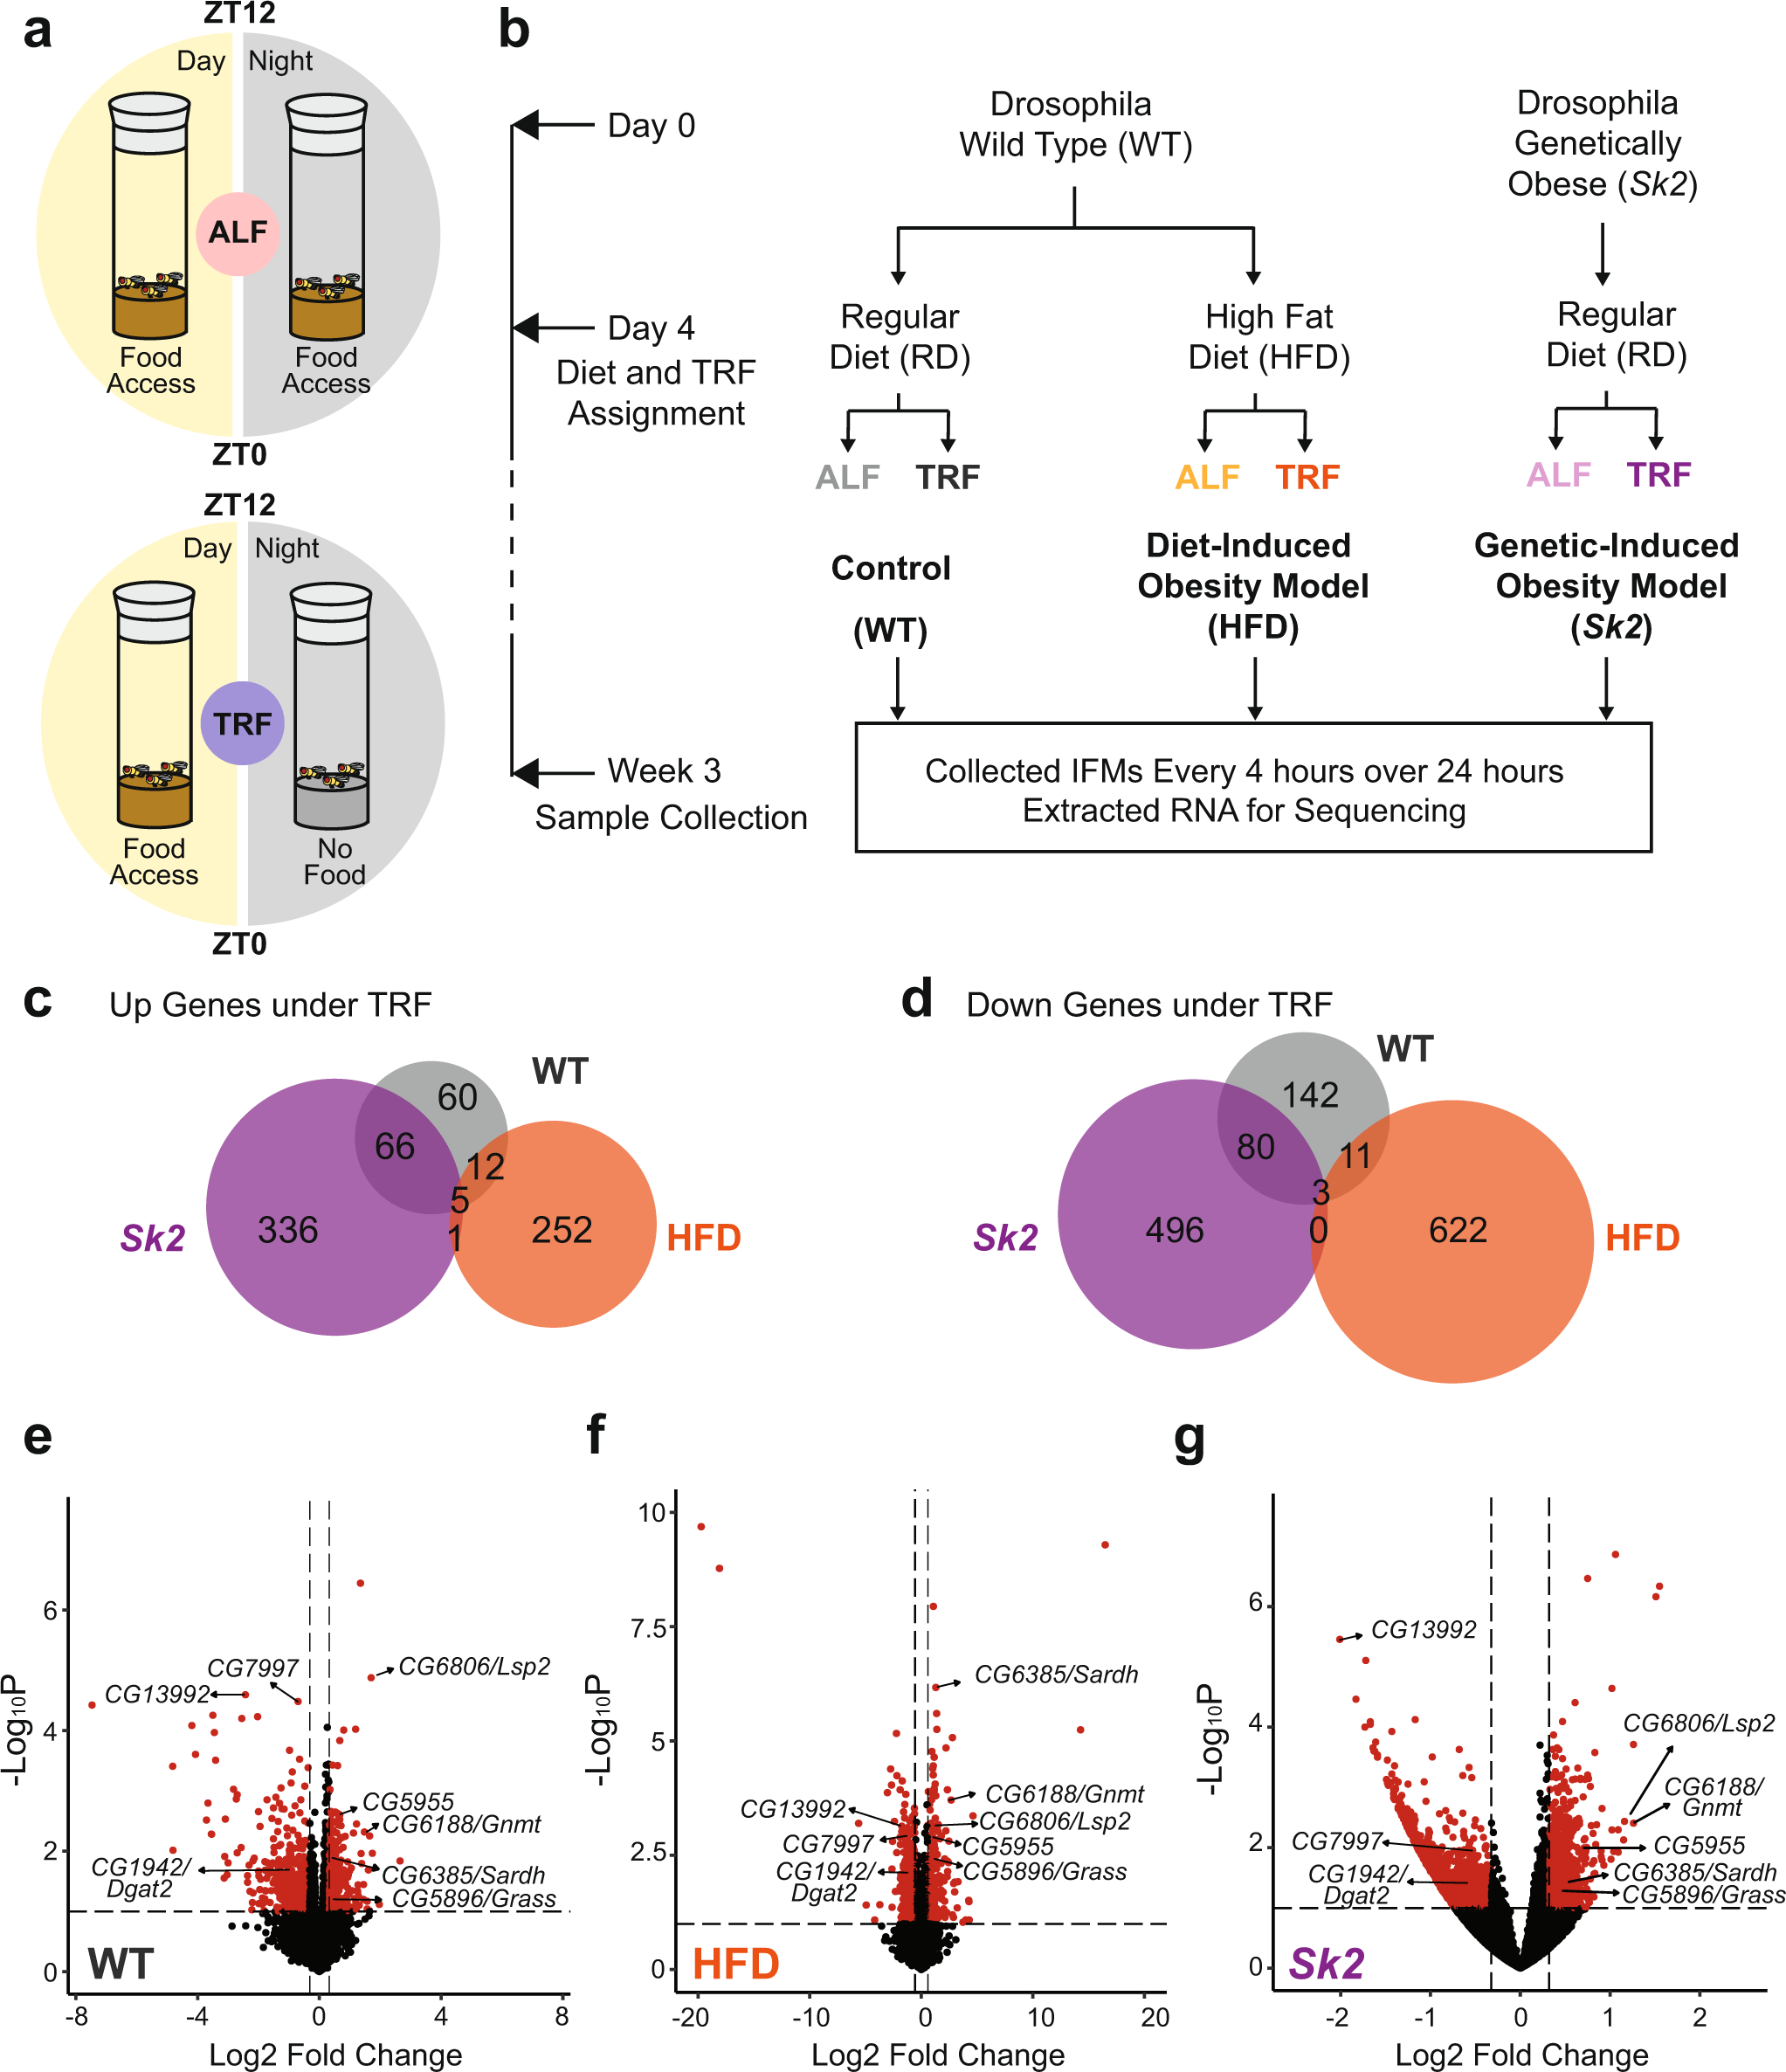 a
ZT12
Day
Night
ALF
Food
Access
Food
Access
ZT0
ZT12
Day
Night
TRF
Food
Access
No
Food
ZT0
b
Day 0
Day 4
Diet and TRF
Assignment
Week 3
Sample Collection
Drosophila
Wild Type (WT)
Drosophila
Genetically
Obese (Sk2)
Regular
Diet (RD)
High Fat
Diet (HFD)
Regular
Diet (RD)
ALF TRF
ALF TRF
ALF TRF
Control
(WT)
Diet-Induced
Obesity Model
(HFD)
Genetic-Induced
Obesity Model
(Sk2)
Collected IFMs Every 4 hours over 24 hours
Extracted RNA for Sequencing
c
Up Genes under TRF
WT
60
66
12
5
1
336
252
Sk2
HFD
d
Down Genes under TRF
WT
142
80
11
3
0
496
622
Sk2
HFD
e
-Log10P
6
4
2
0
CG7997
CG13992
CG6806/Lsp2
CG5955
CG6188/Gnmt
CG1942/
Dgat2
CG6385/Sardh
CG5896/Grass
WT
-8 -4 0 4 8
Log2 Fold Change
f
-Log10P
10
7.5
5
2.5
0
CG6385/Sardh
CG6188/Gnmt
CG13992
CG6806/Lsp2
CG7997
CG5955
CG1942/
Dgat2
CG5896/Grass
HFD
-20 -10 0 10 20
Log2 Fold Change
g
-Log10P
6
4
2
0
CG13992
CG6806/Lsp2
CG6188/
Gnmt
CG7997
CG5955
CG1942/
Dgat2
CG6385/Sardh
CG5896/Grass
Sk2
-2 -1 0 1 2
Log2 Fold Change